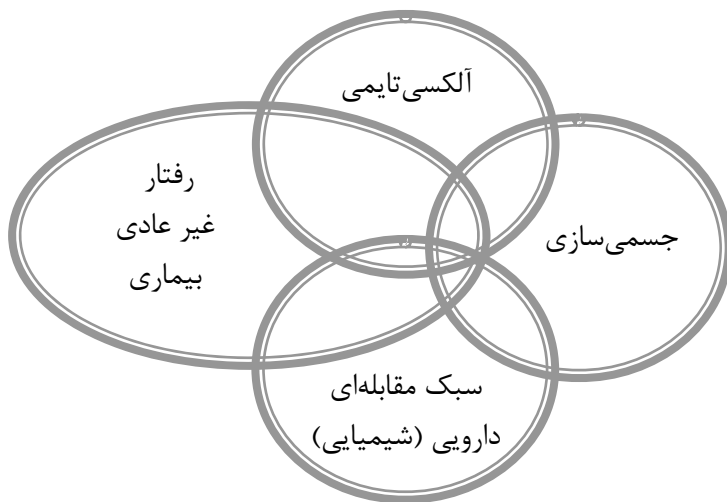 آلکسی‌تایمی
رفتار
غیر عادی
بیماری
جسمی‌سازی
سبک مقابله‌ای
دارویی (شیمیایی)